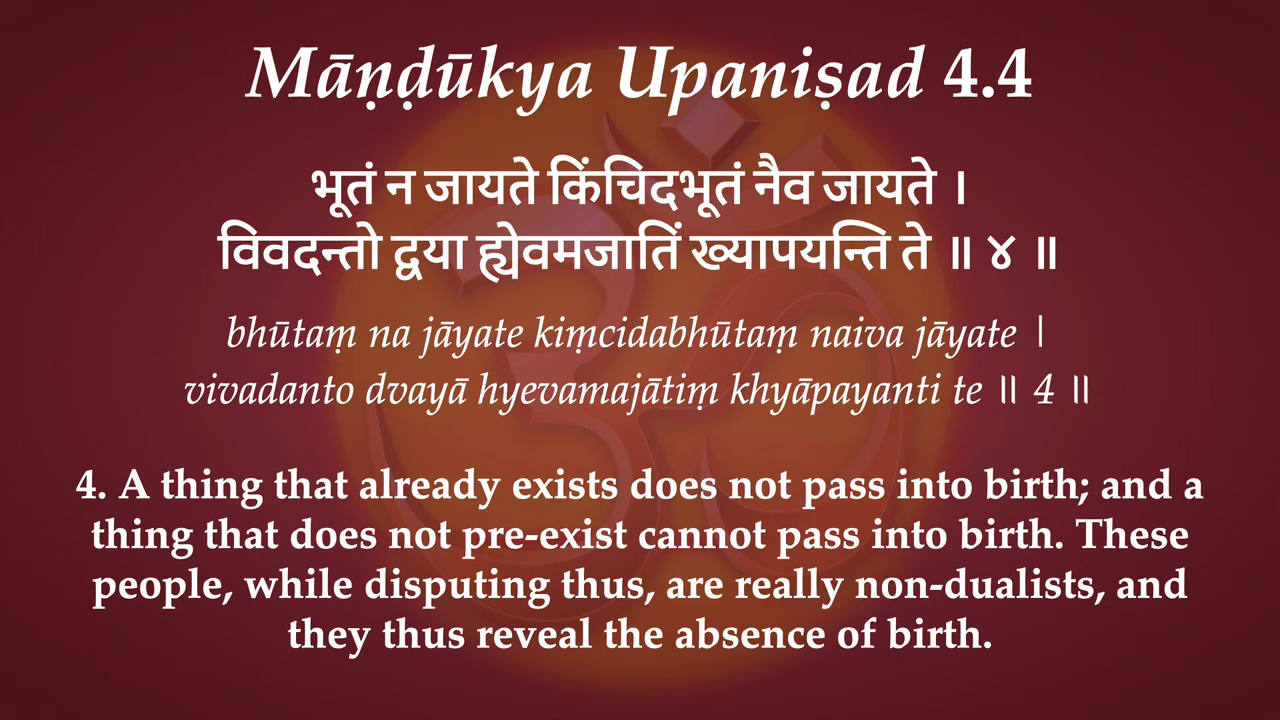 Māṇḍūkya Upaniṣad 4.4
भूतं न जायते किंचिदभूतं नैव जायते ।
विवदन्तो द्वया ह्येवमजातिं ख्यापयन्ति ते ॥ ४ ॥
bhūtaṃ na jāyate kiṃcidabhūtaṃ naiva jāyate |
vivadanto dvayā hyevamajātiṃ khyāpayanti te || 4 ||
4. A thing that already exists does not pass into birth; and a
thing that does not pre-exist cannot pass into birth. These
people, while disputing thus, are really non-dualists, and
they thus reveal the absence of birth.